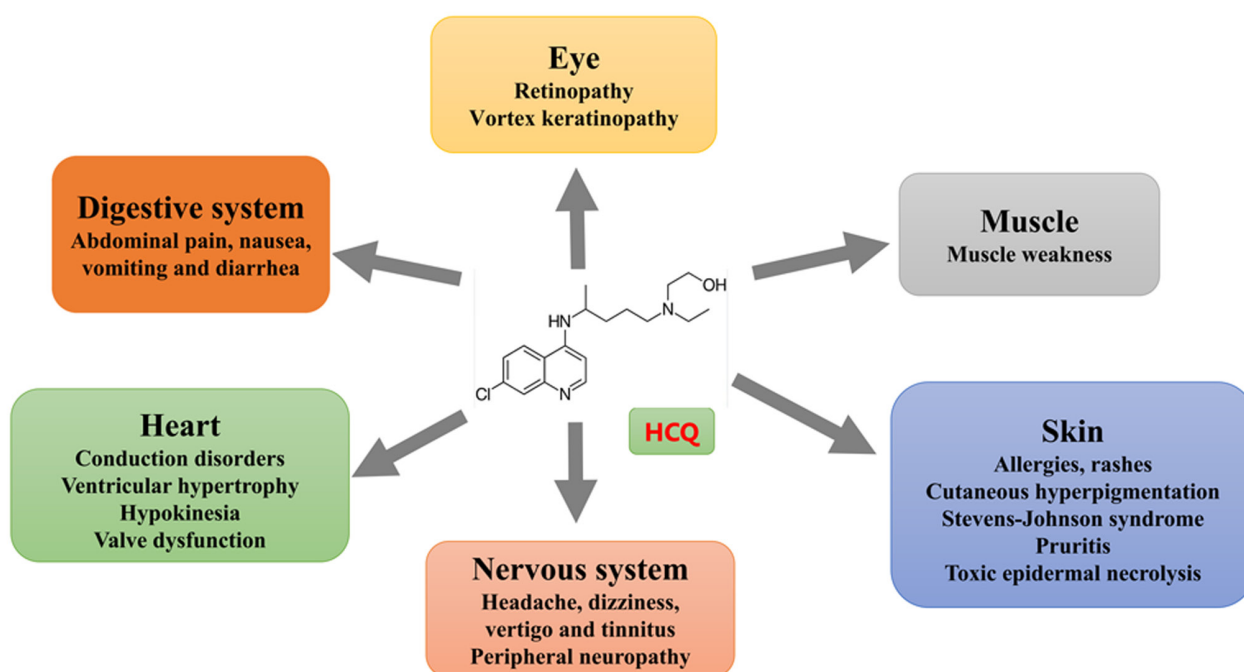 Eye
Retinopathy
Vortex keratinopathy
Digestive system
Abdominal pain, nausea,
vomiting and diarrhea
Muscle
Muscle weakness
OH
N
HN
Cl
N
HCQ
Heart
Conduction disorders
Ventricular hypertrophy
Hypokinesia
Valve dysfunction
Skin
Allergies, rashes
Cutaneous hyperpigmentation
Stevens-Johnson syndrome
Pruritis
Toxic epidermal necrolysis
Nervous system
Headache, dizziness,
vertigo and tinnitus
Peripheral neuropathy